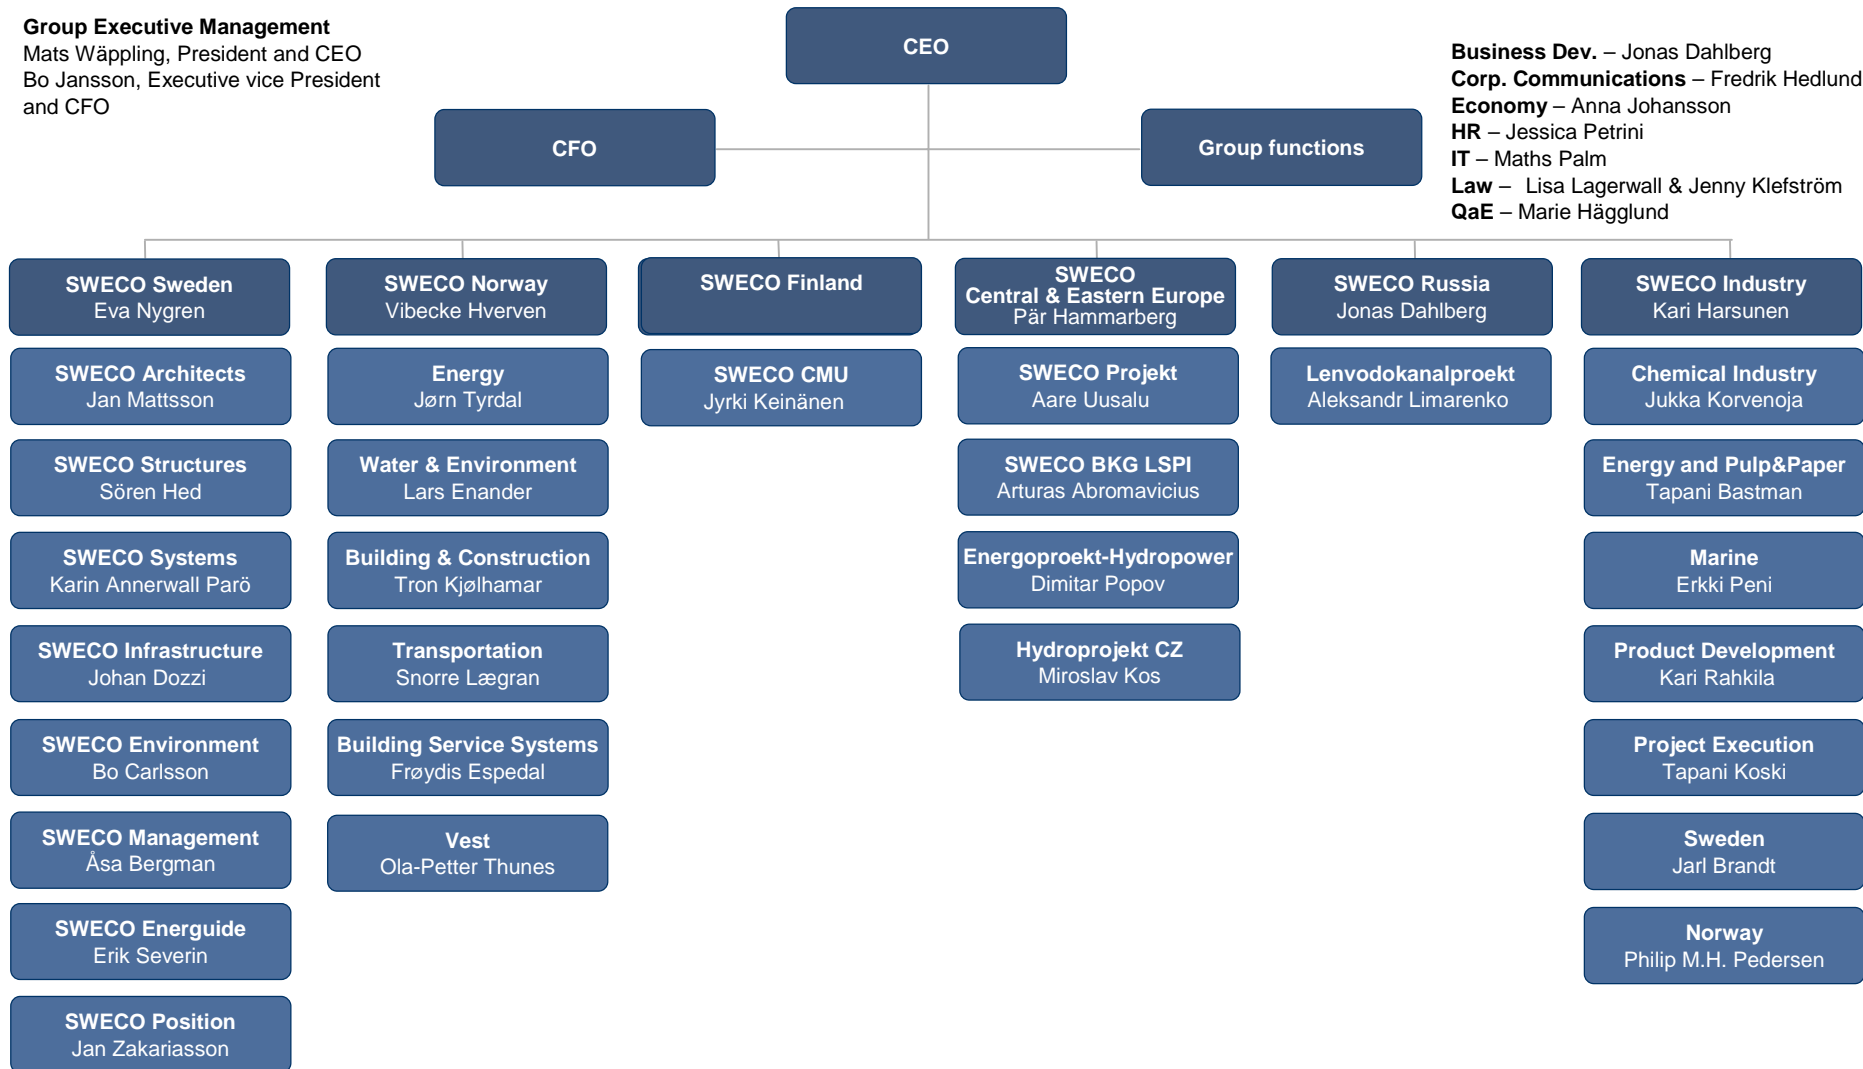 Group Executive Management
Mats Wäppling, President and CEO
Bo Jansson, Executive vice President
and CFO
CEO
Business Dev. – Jonas Dahlberg
Corp. Communications – Fredrik Hedlund
Economy – Anna Johansson
HR – Jessica Petrini
IT – Maths Palm
Law – Lisa Lagerwall & Jenny Klefström
QaE – Marie Hägglund
CFO
Group functions
SWECO Sweden
Eva Nygren
SWECO Architects
Jan Mattsson
SWECO Structures
Sören Hed
SWECO Systems
Karin Annerwall Parö
SWECO Infrastructure
Johan Dozzi
SWECO Environment
Bo Carlsson
SWECO Management
Åsa Bergman
SWECO Energuide
Erik Severin
SWECO Position
Jan Zakariasson
SWECO Norway
Vibecke Hverven
Energy
Jørn Tyrdal
Water & Environment
Lars Enander
Building & Construction
Tron Kjølhamar
Transportation
Snorre Lægran
Building Service Systems
Frøydis Espedal
Vest
Ola-Petter Thunes
SWECO Finland
SWECO CMU
Jyrki Keinänen
SWECO
Central & Eastern Europe
Pär Hammarberg
SWECO Projekt
Aare Uusalu
SWECO BKG LSPI
Arturas Abromavicius
Energoproekt-Hydropower
Dimitar Popov
Hydroprojekt CZ
Miroslav Kos
SWECO Russia
Jonas Dahlberg
Lenvodokanalproekt
Aleksandr Limarenko
SWECO Industry
Kari Harsunen
Chemical Industry
Jukka Korvenoja
Energy and Pulp&Paper
Tapani Bastman
Marine
Erkki Peni
Product Development
Kari Rahkila
Project Execution
Tapani Koski
Sweden
Jarl Brandt
Norway
Philip M.H. Pedersen